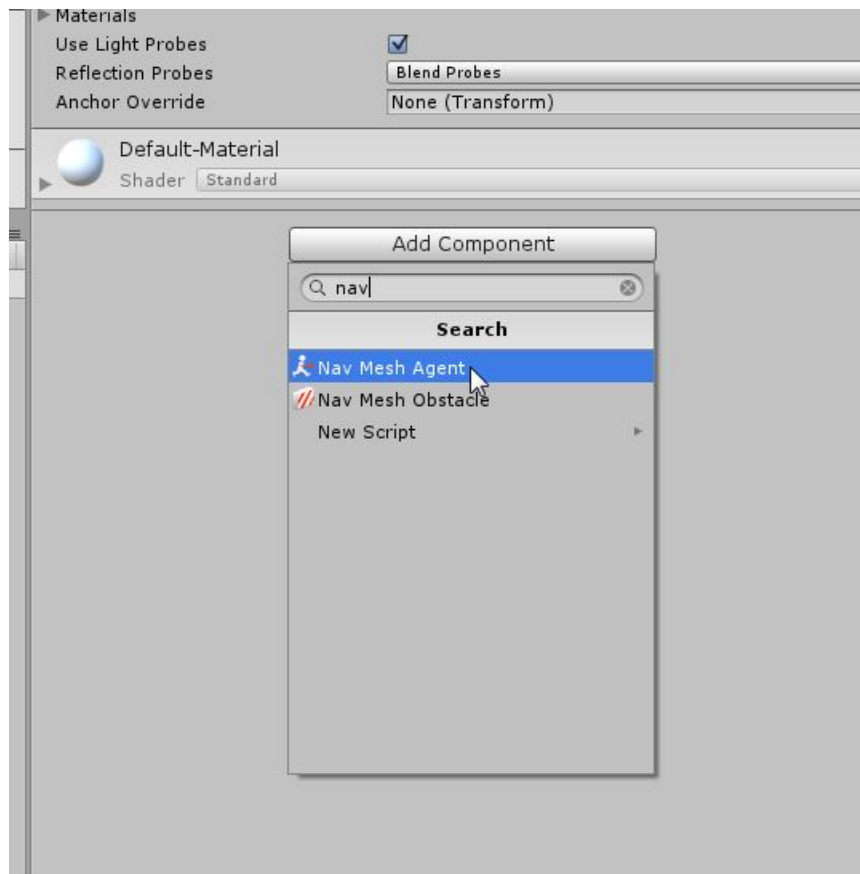 Materials
Use Light Probes
Reflection Probes Blend Probes
Anchor Override None (Transform)
Default-Material
Shader Standard
Add Component
nav
Search
Nav Mesh Agent
Nav Mesh Obstacle
New Script